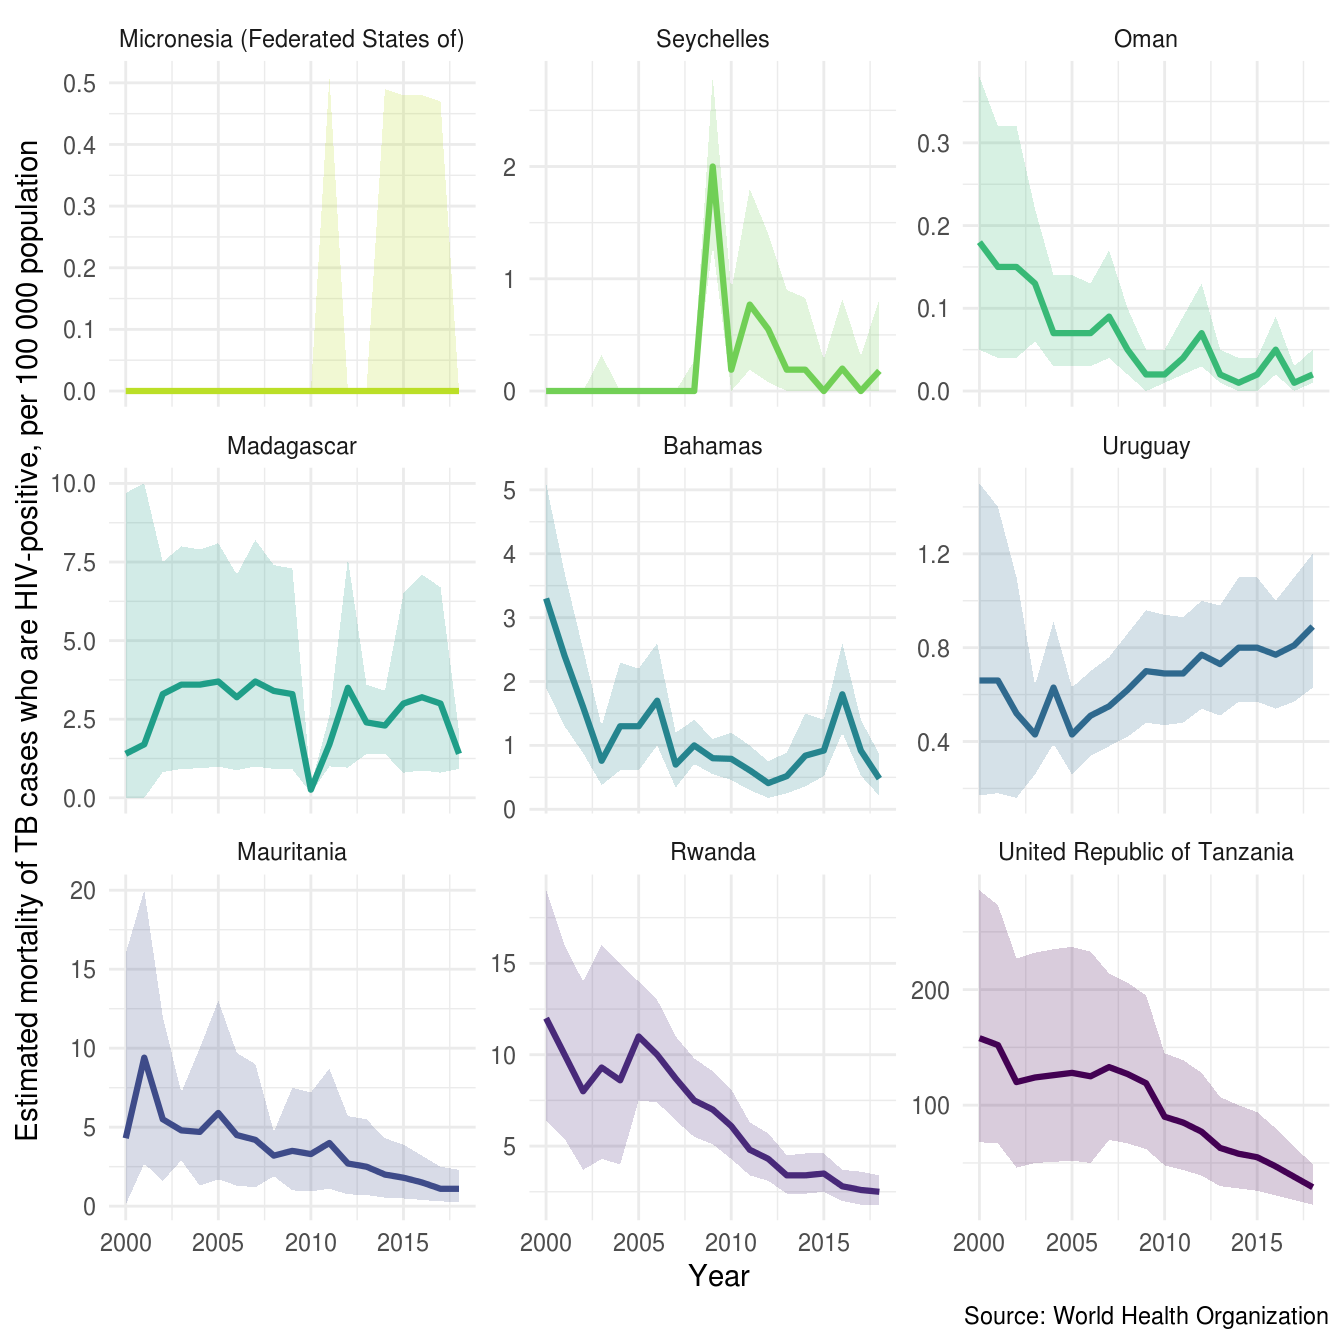 Estimated mortality of TB cases who are HIV-positive, per 100 000 population
Micronesia (Federated States of)
0.5
0.4
0.3
0.2
0.1
0.0
Seychelles
2
1
0
Oman
0.3
0.2
0.1
0.0
Madagascar
10.0
7.5
5.0
2.5
0.0
Bahamas
5
4
3
2
1
0
Uruguay
1.2
0.8
0.4
Mauritania
20
15
10
5
0
2000 2005 2010 2015
Rwanda
15
10
5
2000 2005 2010 2015
United Republic of Tanzania
200
100
2000 2005 2010 2015
Year
Source: World Health Organization